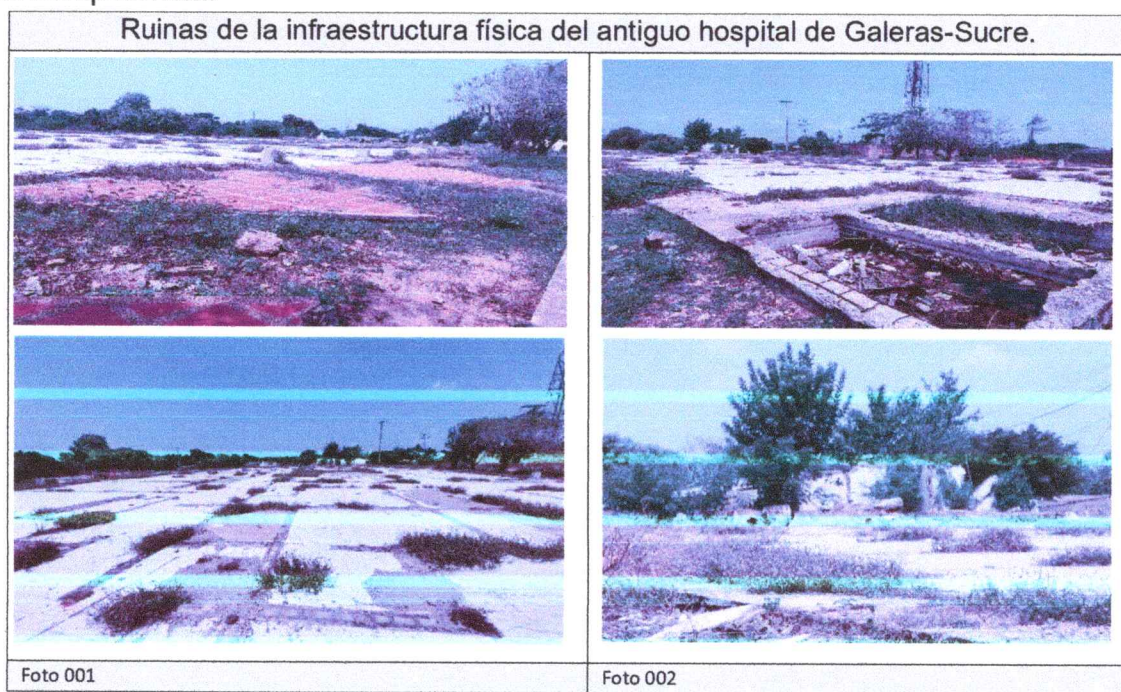 Ruinas de la infraestructura física del antiguo hospital de Galeras-Sucre.
Foto 001
Foto 002